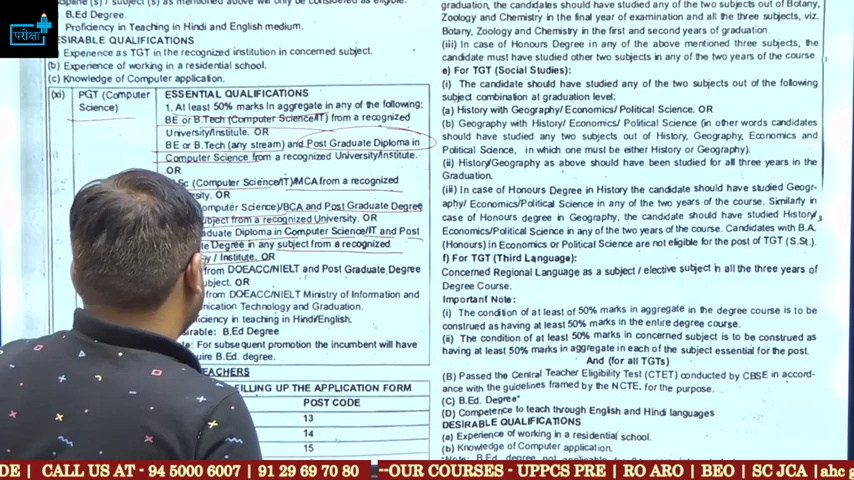 परीक्षा
B.Ed Degree.
Proficiency in Teaching in Hindi and English medium.
DESIRABLE QUALIFICATIONS
Experience as TGT in the recognized institution in concerned subject.
(b) Experience of working in a residential school.
(c) Knowledge of Computer application.
(xi) PGT (Computer Science)
ESSENTIAL QUALIFICATIONS
1. At least 50% marks In aggregate in any of the following:
BE or B.Tech (Computer Science/IT) from a recognized
University/Institute. OR
BE or B.Tech (any stream) and Post Graduate Diploma in
Computer Science from a recognized University/Institute.
OR
Sc (Computer Science/IT)/MCA from a recognized
OR
Computer Science)/BCA and Post Graduate Degree
subject from a recognized University. OR
Diploma in Computer Science/IT and Post
Degree in any subject from a recognized
/ Institute. OR
from DOEACC/NIELT and Post Graduate Degree
OR
from DOEACC/NIELT Ministry of Information and
Technology and Graduation.
in teaching in Hindi/English.
B.Ed Degree
For subsequent promotion the incumbent will have
B.Ed. degree.
FILLING UP THE APPLICATION FORM
POST CODE
13
14
15
graduation, the candidates should have studied any two subjects out of Botany,
Zoology and Chemistry in the final year of examination and all the three subjects, viz.
Botany, Zoology and Chemistry in the first and second years of graduation.
(iii) In case of Honours Degree in any of the above mentioned three subjects, the
candidate must have studied other two subjects in any of the two years of the course
e) For TGT (Social Studies):
(i) The candidate should have studied any two subjects out of the following
subject combination at graduation level:
(a) History with Geography/ Economics/ Political Science. OR
(b) Geography with History/ Economics/ Political Science (in other words candidates
should have studied any two subjects out of History, Geography, Economics and
Political Science, in which one must be either History or Geography).
(ii) History/Geography as above should have been studied for all three years in the
Graduation.
(iii) In case of Honours Degree in History the candidate should have studied Geogr-
aphy/ Economics/Political Science in any of the two years of the course. Similarly in
case of Honours degree in Geography, the candidate should have studied History/
Economics/Political Science in any of the two years of the course. Candidates with B.A.
(Honours) in Economics or Political Science are not eligible for the post of TGT (S.St.).
f) For TGT (Third Language):
Concerned Regional Language as a subject / elective subject in all the three years of
Degree Course.
Important Note:
(i) The condition of at least of 50% marks in aggregate in the degree course is to be
construed as having at least 50% marks in the entire degree course.
(ii) The condition of at least 50% marks in concerned subject is to be construed as
having at least 50% marks in aggregate in each of the subject essential for the post.
And (for all TGTs)
(B) Passed the Central Teacher Eligibility Test (CTET) conducted by CBSE in accord-
ance with the guidelines framed by the NCTE, for the purpose.
(C) B.Ed. Degree*
(D) Competence to teach through English and Hindi languages
DESIRABLE QUALIFICATIONS
(a) Experience of working in a residential school.
(b) Knowledge of Computer application.
DE | CALL US AT - 94 5000 6007 | 91 29 69 70 80 --OUR COURSES - UPPCS PRE | RO ARO | BEO | SC JCA |ahc